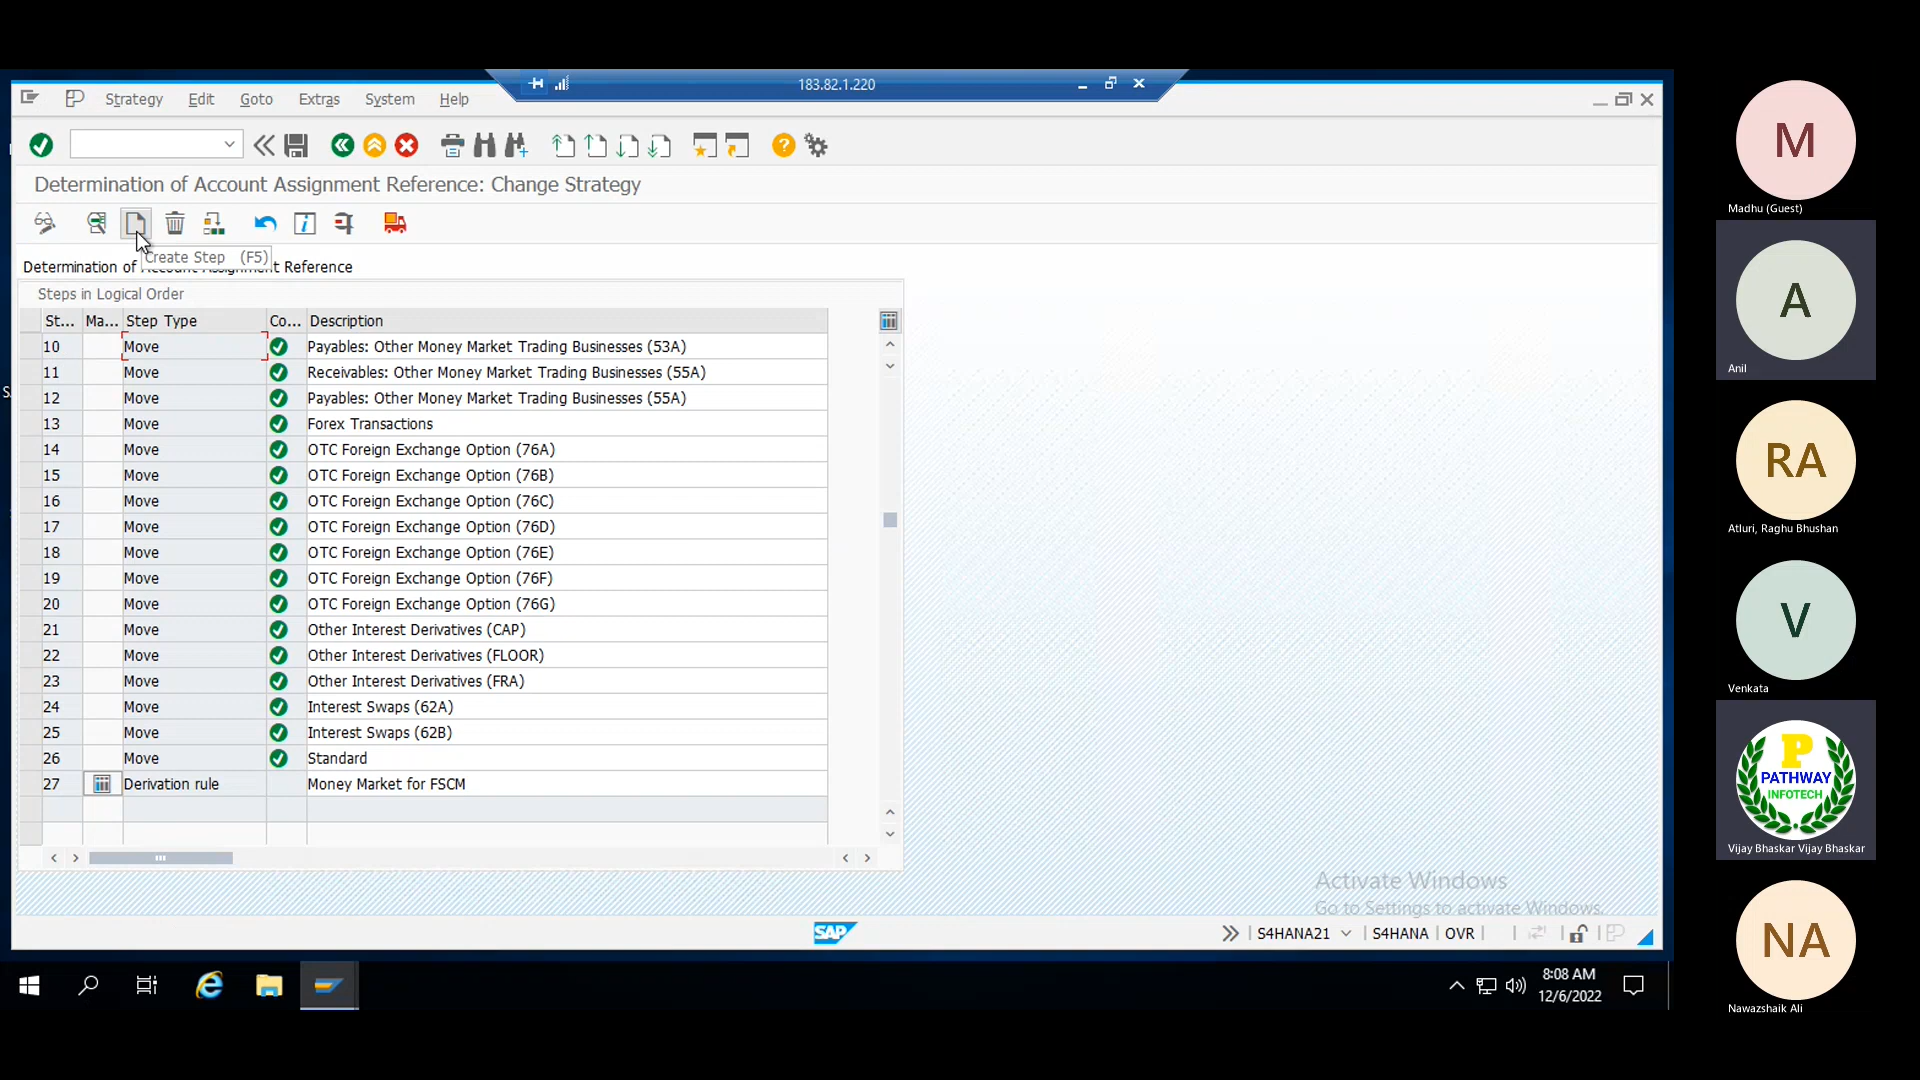 183.82.1.220
Strategy Edit Goto Extras System Help
Determination of Account Assignment Reference: Change Strategy
Create Step (F5)
Determination of Account Assignment Reference
Steps in Logical Order
St... Ma... Step Type Co... Description
10 Move Payables: Other Money Market Trading Businesses (53A)
11 Move Receivables: Other Money Market Trading Businesses (55A)
12 Move Payables: Other Money Market Trading Businesses (55A)
13 Move Forex Transactions
14 Move OTC Foreign Exchange Option (76A)
15 Move OTC Foreign Exchange Option (76B)
16 Move OTC Foreign Exchange Option (76C)
17 Move OTC Foreign Exchange Option (76D)
18 Move OTC Foreign Exchange Option (76E)
19 Move OTC Foreign Exchange Option (76F)
20 Move OTC Foreign Exchange Option (76G)
21 Move Other Interest Derivatives (CAP)
22 Move Other Interest Derivatives (FLOOR)
23 Move Other Interest Derivatives (FRA)
24 Move Interest Swaps (62A)
25 Move Interest Swaps (62B)
26 Move Standard
27 Derivation rule Money Market for FSCM
Activate Windows
Go to Settings to activate Windows.
SAP
S4HANA21 S4HANA OVR
8:08 AM
12/6/2022
M
Madhu (Guest)
A
Anil
RA
Atluri, Raghu Bhushan
V
Venkata
P
PATHWAY
INFOTECH
Vijay Bhaskar Vijay Bhaskar
NA
Nawazshaik Ali